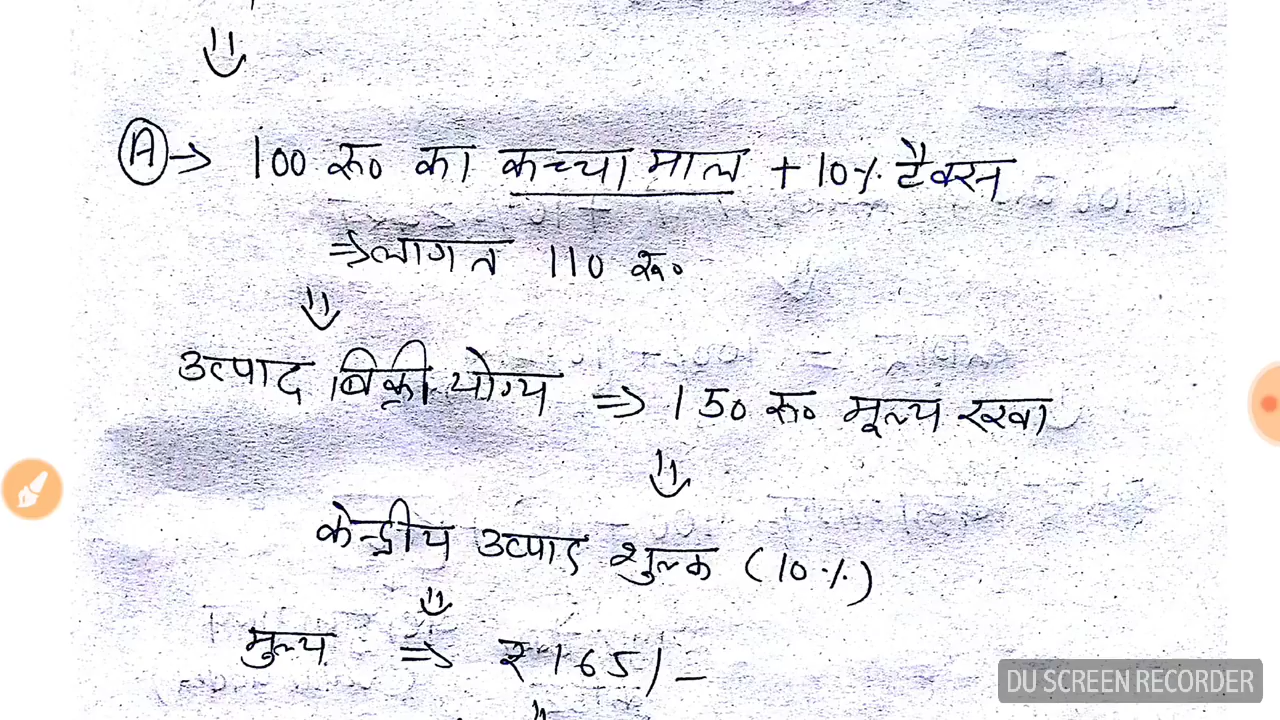 A → 100 रू० का कच्चा माल + 10% टैक्स
⇒ लागत 110 रू०
उत्पाद बिक्री योग्य ⇒ 150 रू० मूल्य रखा
केन्द्रीय उत्पाद शुल्क (10%)
मुल्य ⇒ ₹ 165/-
DU SCREEN RECORDER